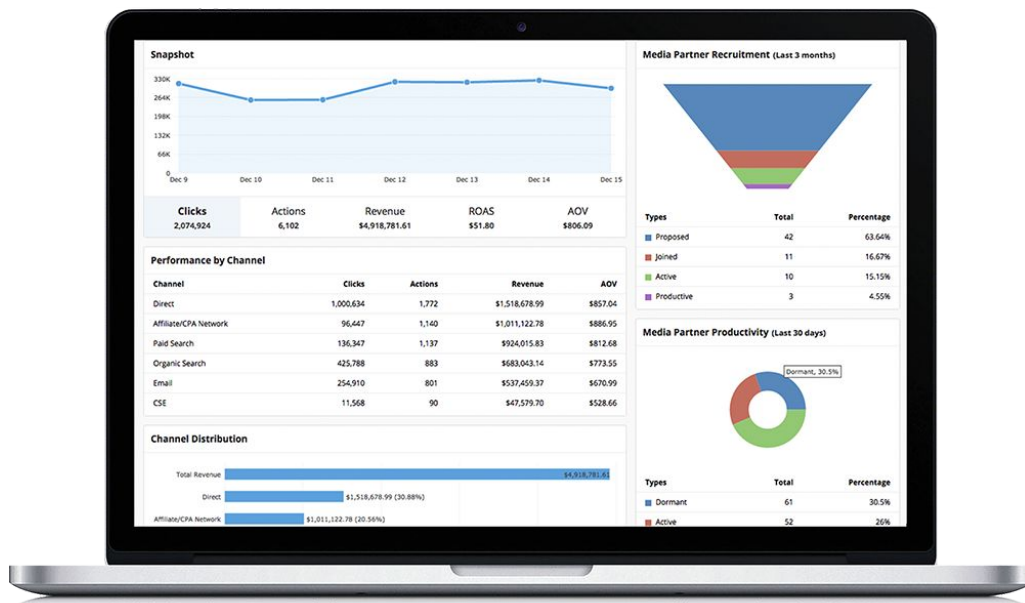 Snapshot
330K
264K
198K
132K
66K
0
Dec 9 Dec 10 Dec 11 Dec 12 Dec 13 Dec 14 Dec 15
Clicks Actions Revenue ROAS AOV
2,074,924 6,102 $4,918,781.61 $51.80 $806.09
Performance by Channel
Channel Clicks Actions Revenue AOV
Direct 1,000,634 1,772 $1,518,678.99 $857.04
Affiliate/CPA Network 96,447 1,140 $1,011,122.78 $886.95
Paid Search 136,347 1,137 $924,015.83 $812.68
Organic Search 425,788 883 $683,043.14 $773.55
Email 254,910 801 $537,459.37 $670.99
CSE 11,568 90 $47,579.70 $528.66
Channel Distribution
Total Revenue $4,918,781.61
Direct $1,518,678.99 (30.88%)
Affiliate/CPA Network $1,011,122.78 (20.56%)
Media Partner Recruitment (Last 3 months)
Types Total Percentage
Proposed 42 63.64%
Joined 11 16.67%
Active 10 15.15%
Productive 3 4.55%
Media Partner Productivity (Last 30 days)
Dormant, 30.5%
Types Total Percentage
Dormant 61 30.5%
Active 52 26%